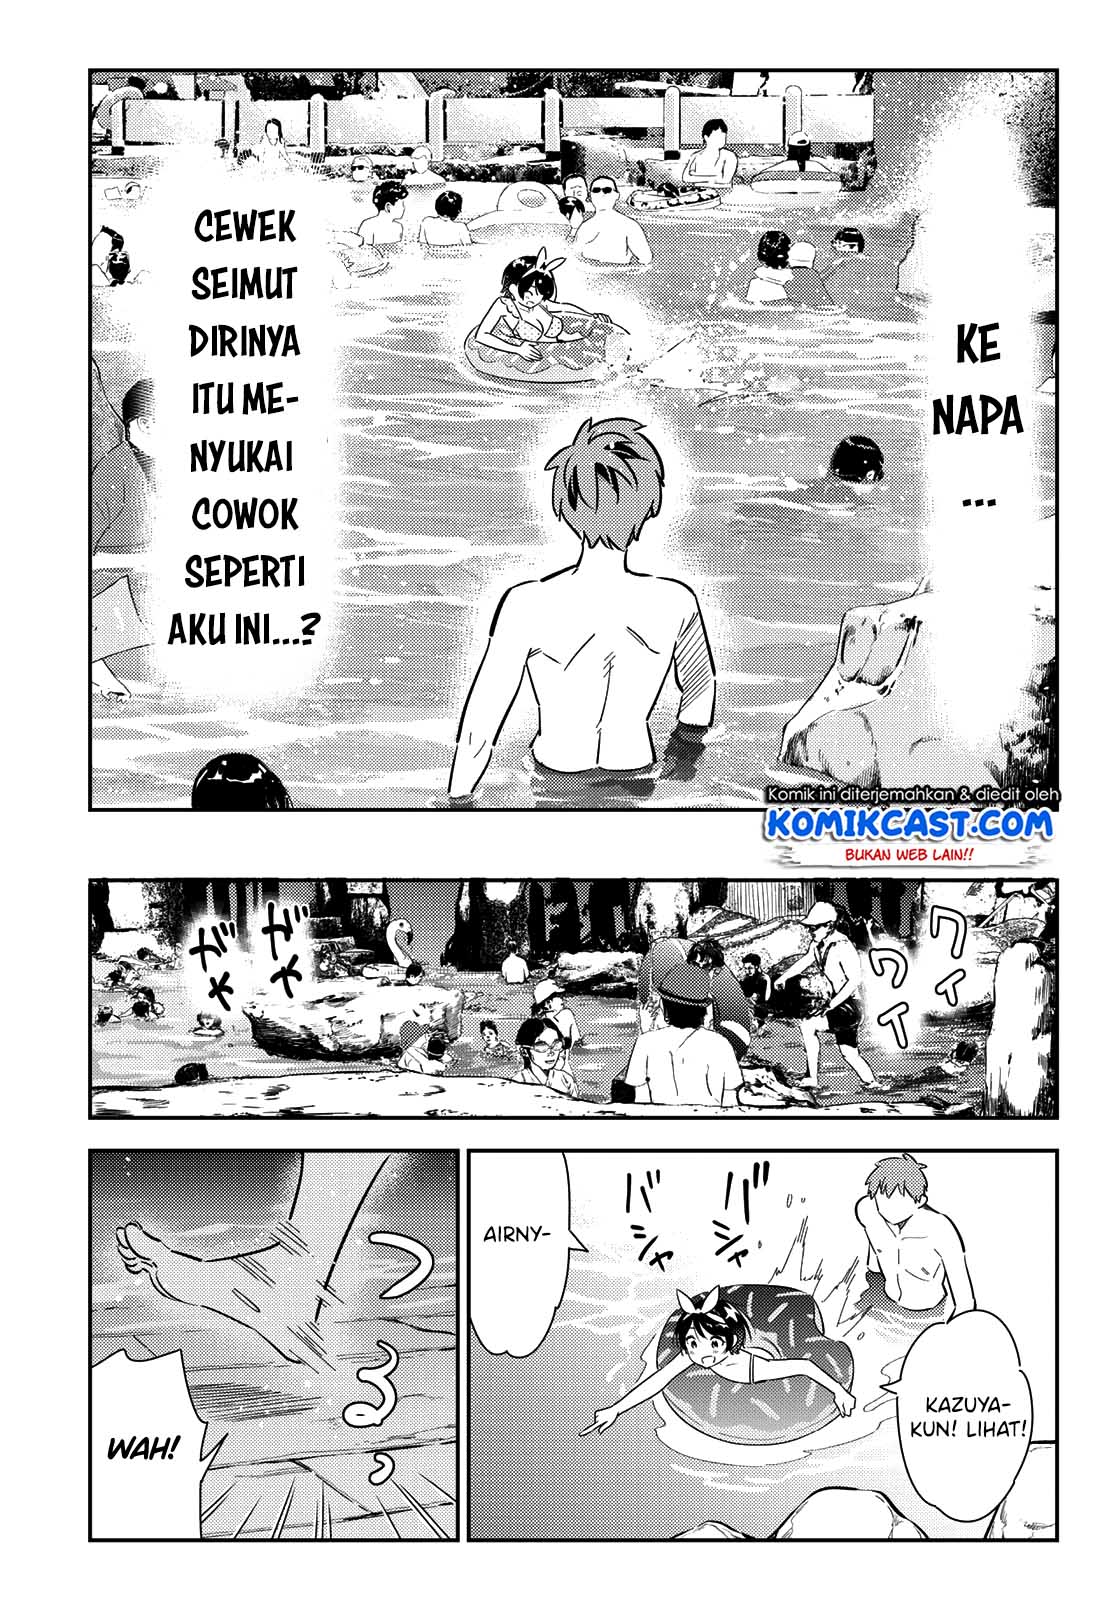 KE
NAPA
...
CEWEK
SEIMUT
DIRINYA
ITU ME-
NYUKAI
COWOK
SEPERTI
AKU INI...?
Komik ini diterjemahkan & diedit oleh
KOMIKCAST.COM
BUKAN WEB LAIN!!
ワイワイ
ガヤガヤ
KAZUYA-
KUN! LIHAT!
バシャ
バシャ
AIRNY-
つるっ
WAH!